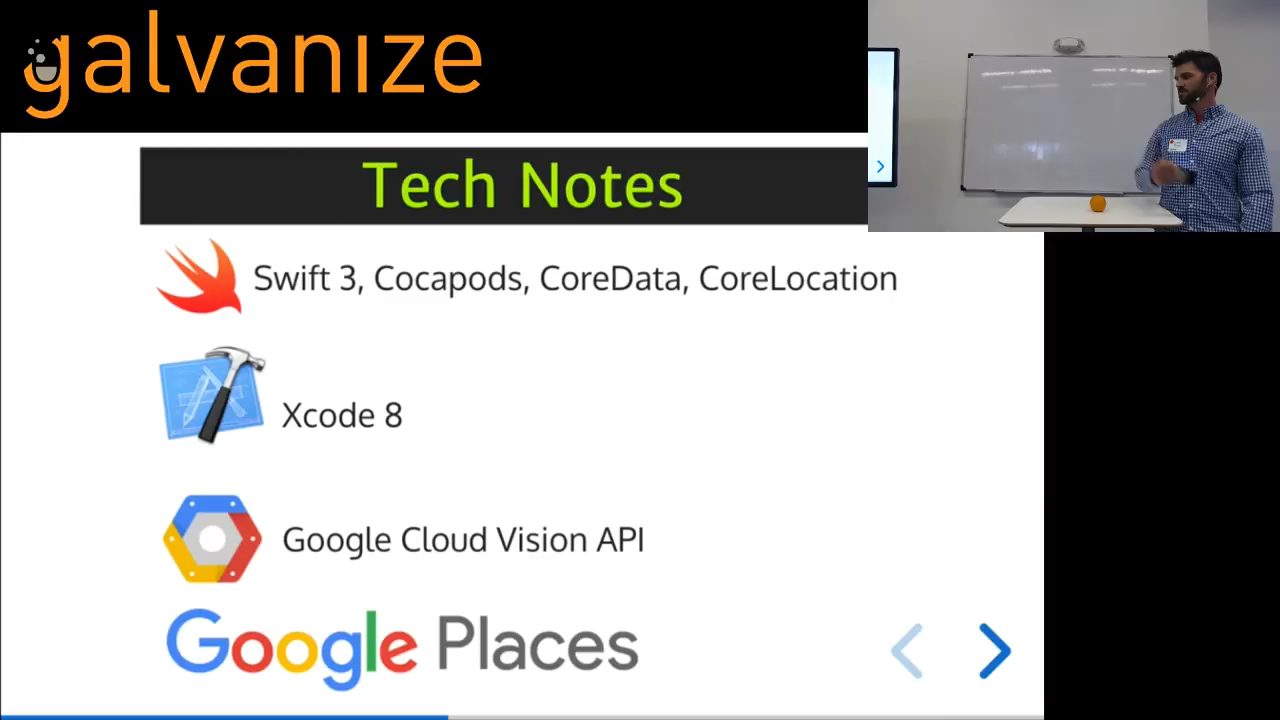 galvanize
Tech Notes
Swift 3, Cocapods, CoreData, CoreLocation
Xcode 8
Google Cloud Vision API
Google Places